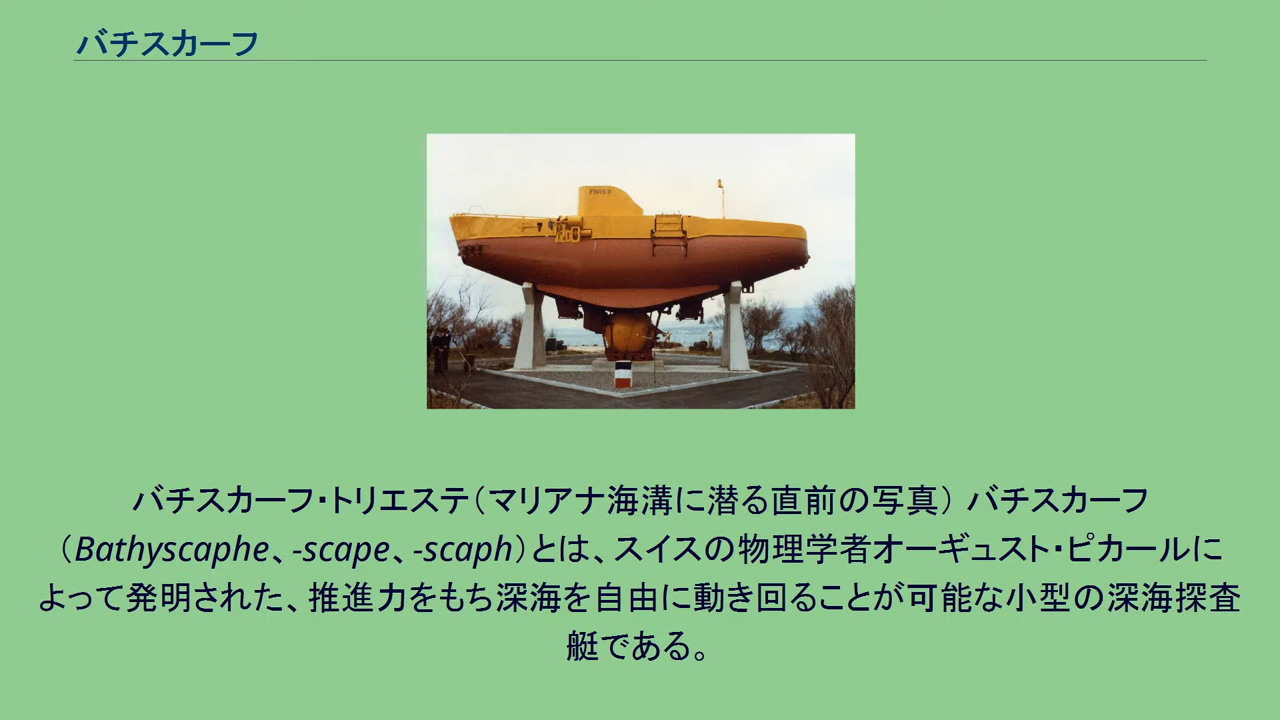 バチスカーフ
FNRS 3
バチスカーフ・トリエステ（マリアナ海溝に潜る直前の写真） バチスカーフ
（Bathyscaphe、-scape、-scaph）とは、スイスの物理学者オーギュスト・ピカールに
よって発明された、推進力をもち深海を自由に動き回ることが可能な小型の深海探査
艇である。